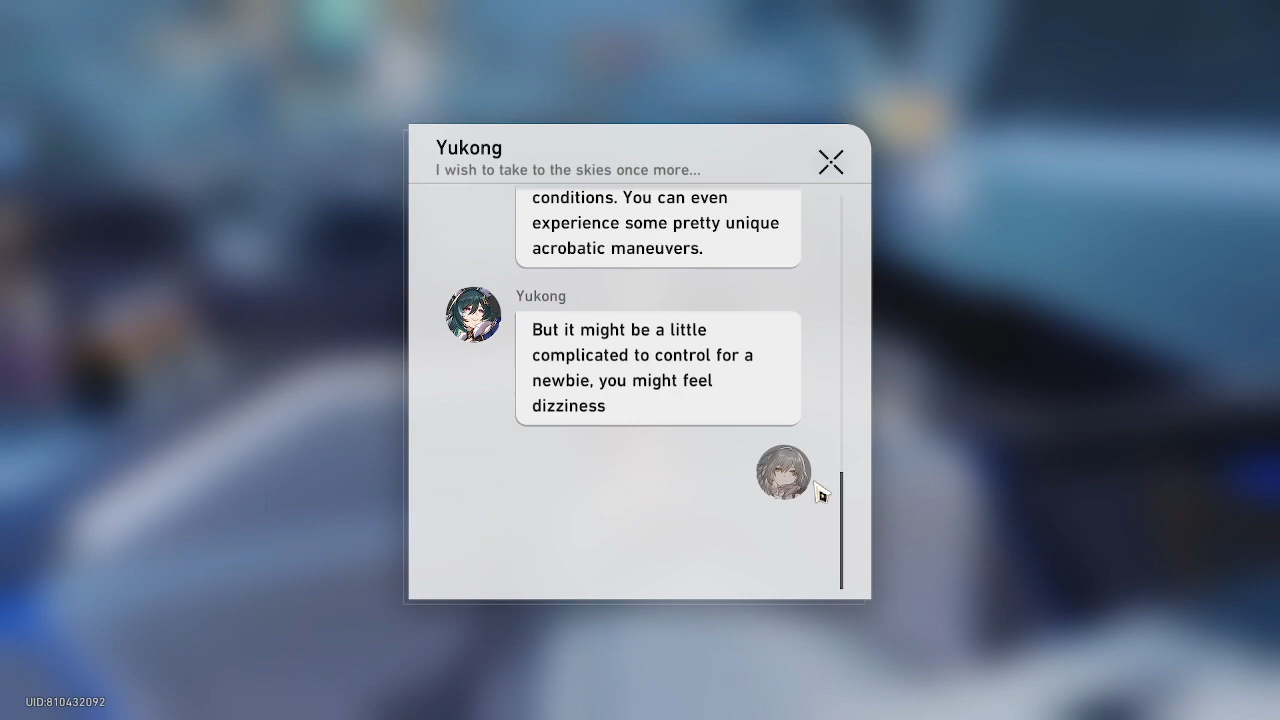 Yukong
I wish to take to the skies once more...
conditions. You can even
experience some pretty unique
acrobatic maneuvers.
Yukong
But it might be a little
complicated to control for a
newbie, you might feel
dizziness
UID:810432092